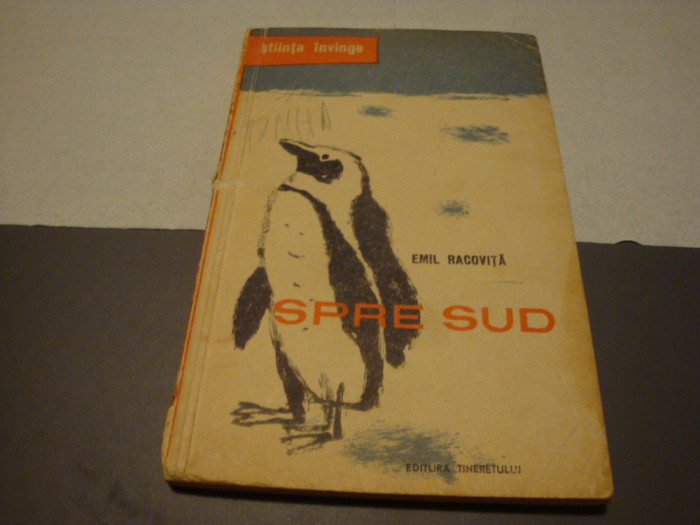 știința învinge
EMIL RACOVIȚĂ
SPRE SUD
EDITURA TINERETULUI